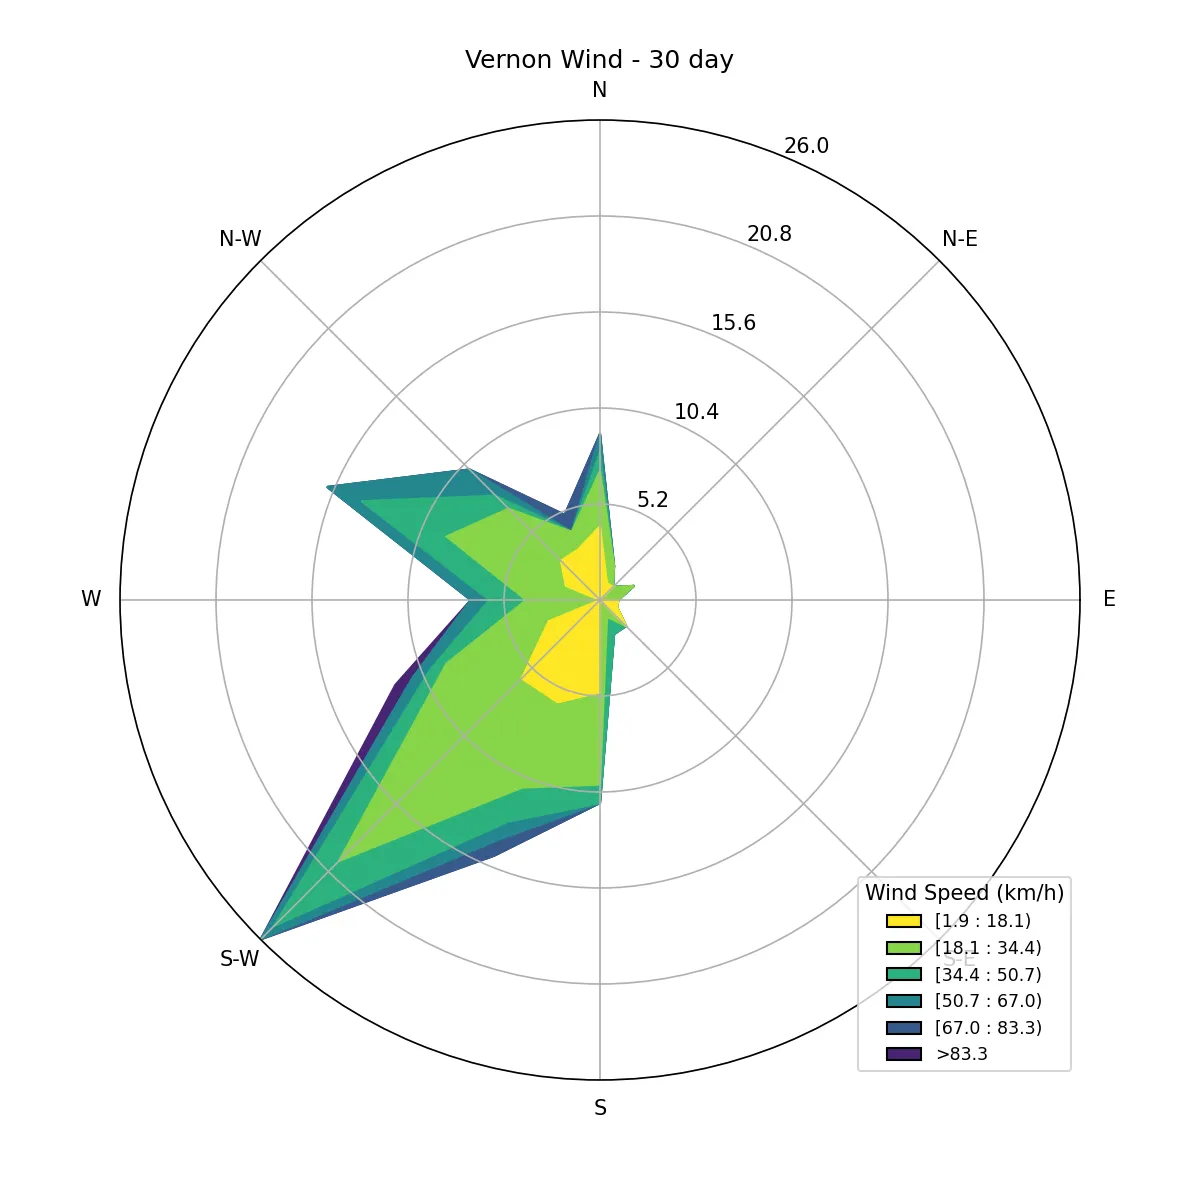 Vernon Wind - 30 day
N
26.0
N-W
20.8
N-E
15.6
10.4
5.2
W
E
S-W
S-E
Wind Speed (km/h)
[1.9 : 18.1)
[18.1 : 34.4)
[34.4 : 50.7)
[50.7 : 67.0)
[67.0 : 83.3)
>83.3
S